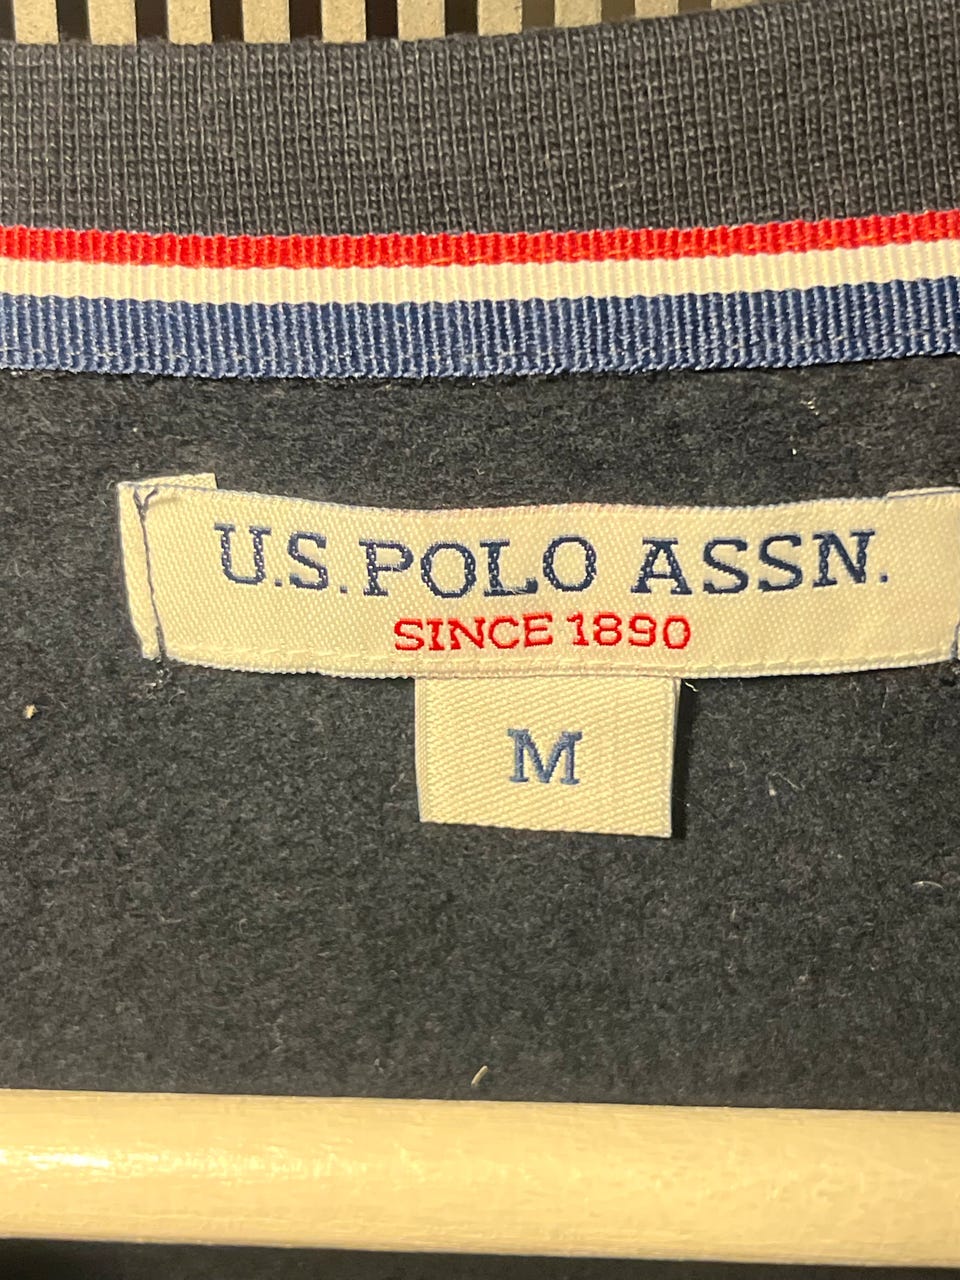 U.S. POLO ASSN.
SINCE 1890
M